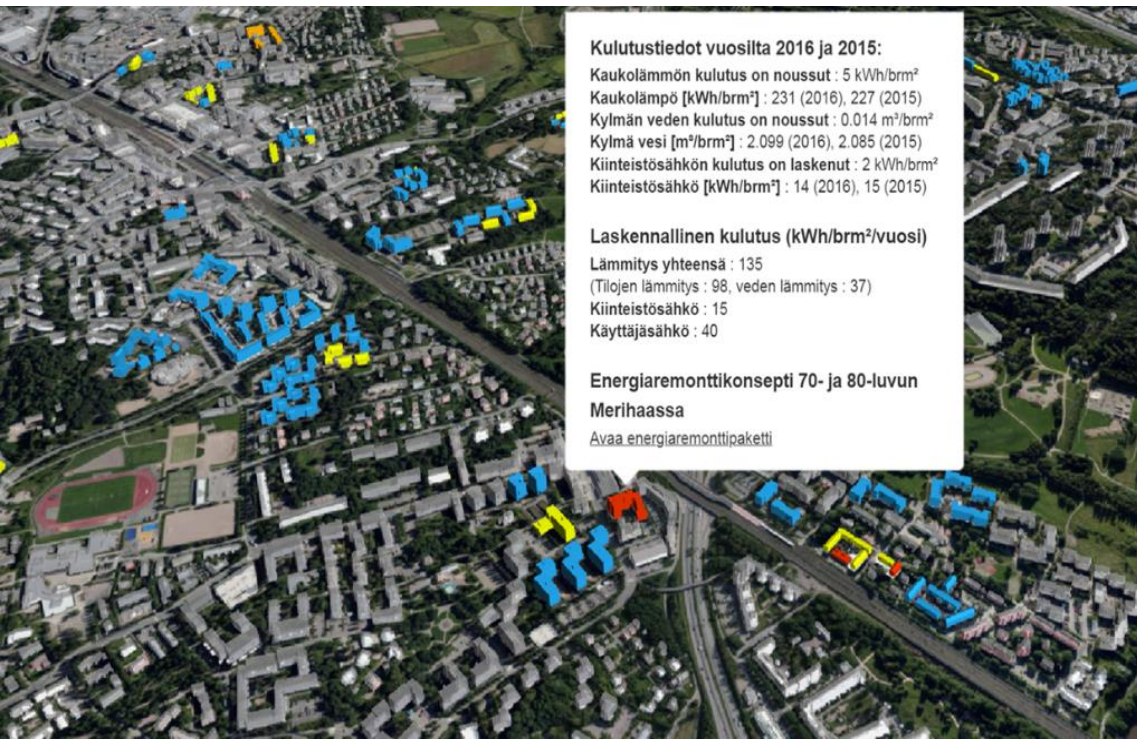 Kulutustiedot vuosilta 2016 ja 2015:
Kaukolämmön kulutus on noussut : 5 kWh/brm²
Kaukolämpö [kWh/brm²] : 231 (2016), 227 (2015)
Kylmän veden kulutus on noussut : 0.014 m³/brm²
Kylmä vesi [m³/brm²] : 2.099 (2016), 2.085 (2015)
Kiinteistösähkön kulutus on laskenut : 2 kWh/brm²
Kiinteistösähkö [kWh/brm²] : 14 (2016), 15 (2015)
Laskennallinen kulutus (kWh/brm²/vuosi)
Lämmitys yhteensä : 135
(Tilojen lämmitys : 98, veden lämmitys : 37)
Kiinteistösähkö : 15
Käyttäjäsähkö : 40
Energiaremonttikonsepti 70- ja 80-luvun
Merihaassa
Avaa energiaremonttipaketti